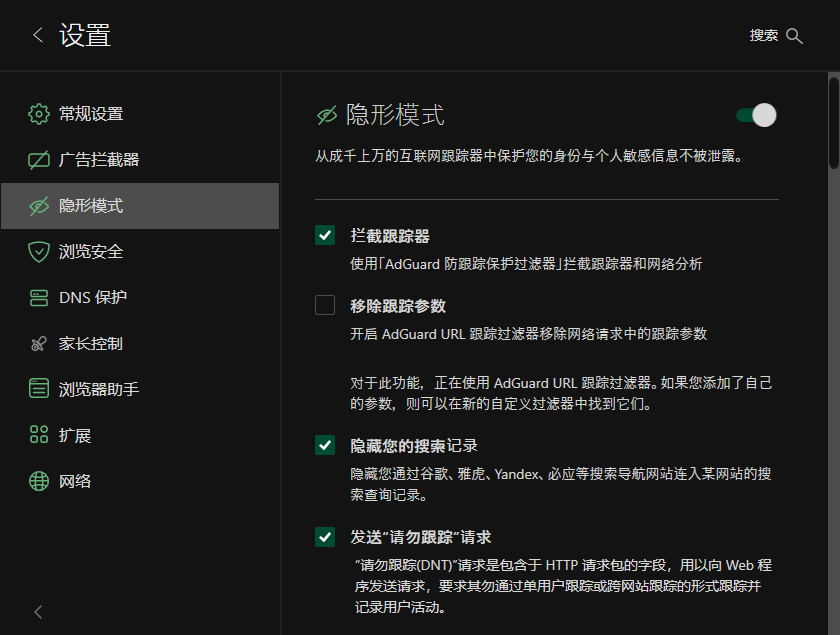 设置
搜索
常规设置
广告拦截器
隐形模式
浏览安全
DNS 保护
家长控制
浏览器助手
扩展
网络
隐形模式
从成千上万的互联网跟踪器中保护您的身份与个人敏感信息不被泄露。
拦截跟踪器
使用「AdGuard 防跟踪保护过滤器」拦截跟踪器和网络分析
移除跟踪参数
开启 AdGuard URL 跟踪过滤器移除网络请求中的跟踪参数
对于此功能，正在使用 AdGuard URL 跟踪过滤器。如果您添加了自己
的参数，则可以在新的自定义过滤器中找到它们。
隐藏您的搜索记录
隐藏您通过谷歌、雅虎、Yandex、必应等搜索导航网站连入某网站的搜
索查询记录。
发送“请勿跟踪”请求
“请勿跟踪(DNT)”请求是包含于 HTTP 请求包的字段，用以向 Web 程
序发送请求，要求其勿通过单用户跟踪或跨网站跟踪的形式跟踪并
记录用户活动。